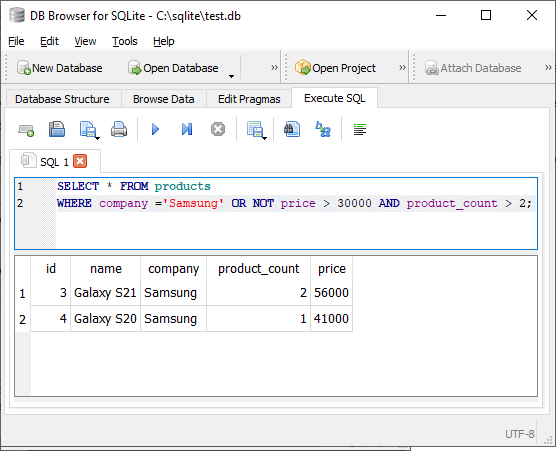 DB Browser for SQLite - C:\sqlite\test.db
File Edit View Tools Help
New Database Open Database » Open Project » Attach Database »
Database Structure Browse Data Edit Pragmas Execute SQL
SQL 1
1 SELECT * FROM products
2 WHERE company ='Samsung' OR NOT price > 30000 AND product_count > 2;
id name company product_count price
1 3 Galaxy S21 Samsung 2 56000
2 4 Galaxy S20 Samsung 1 41000
UTF-8